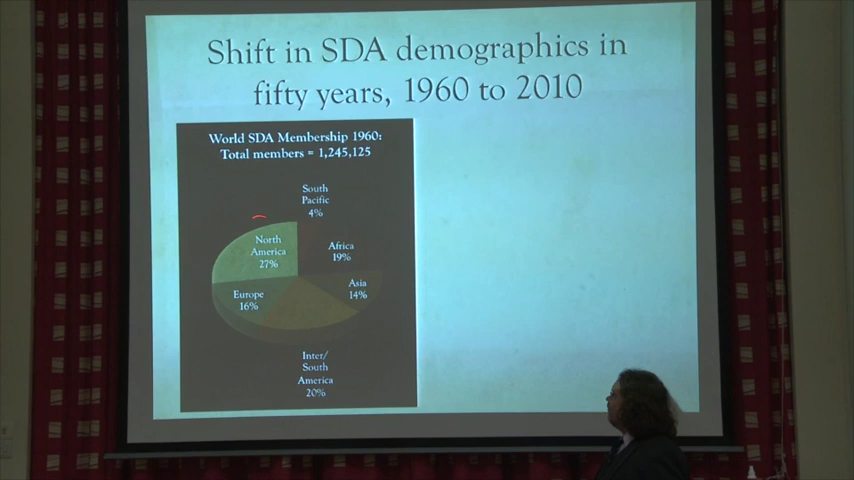 Shift in SDA demographics in
fifty years, 1960 to 2010
World SDA Membership 1960:
Total members = 1,245,125
South
Pacific
4%
North
America
27%
Africa
19%
Asia
14%
Europe
16%
Inter/
South
America
20%